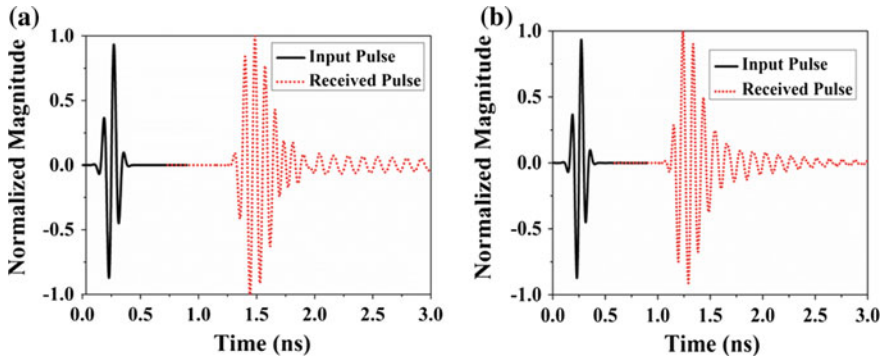 (a)
1.0
0.5
0.0
-0.5
-1.0
Normalized Magnitude
Input Pulse
Received Pulse
0.0 0.5 1.0 1.5 2.0 2.5 3.0
Time (ns)
(b)
1.0
0.5
0.0
-0.5
-1.0
Normalized Magnitude
Input Pulse
Received Pulse
0.0 0.5 1.0 1.5 2.0 2.5 3.0
Time (ns)